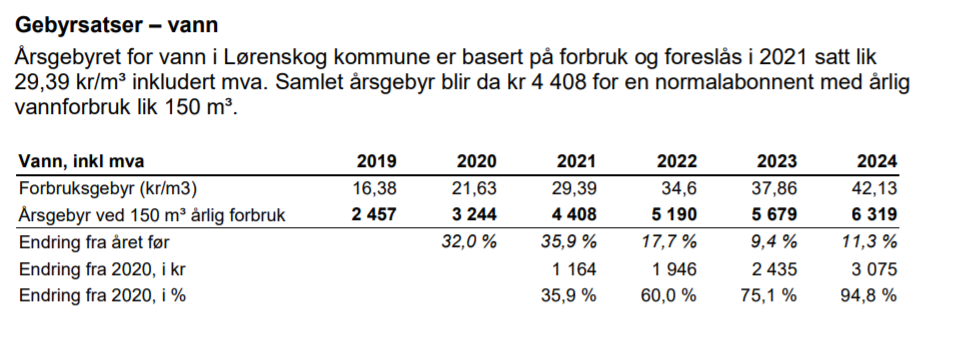 Gebyrsatser – vann
Årsgebyret for vann i Lørenskog kommune er basert på forbruk og foreslås i 2021 satt lik
29,39 kr/m³ inkludert mva. Samlet årsgebyr blir da kr 4 408 for en normalabonnent med årlig
vannforbruk lik 150 m³.
Vann, inkl mva 2019 2020 2021 2022 2023 2024
Forbruksgebyr (kr/m3) 16,38 21,63 29,39 34,6 37,86 42,13
Årsgebyr ved 150 m³ årlig forbruk 2 457 3 244 4 408 5 190 5 679 6 319
Endring fra året før 32,0 % 35,9 % 17,7 % 9,4 % 11,3 %
Endring fra 2020, i kr 1 164 1 946 2 435 3 075
Endring fra 2020, i % 35,9 % 60,0 % 75,1 % 94,8 %